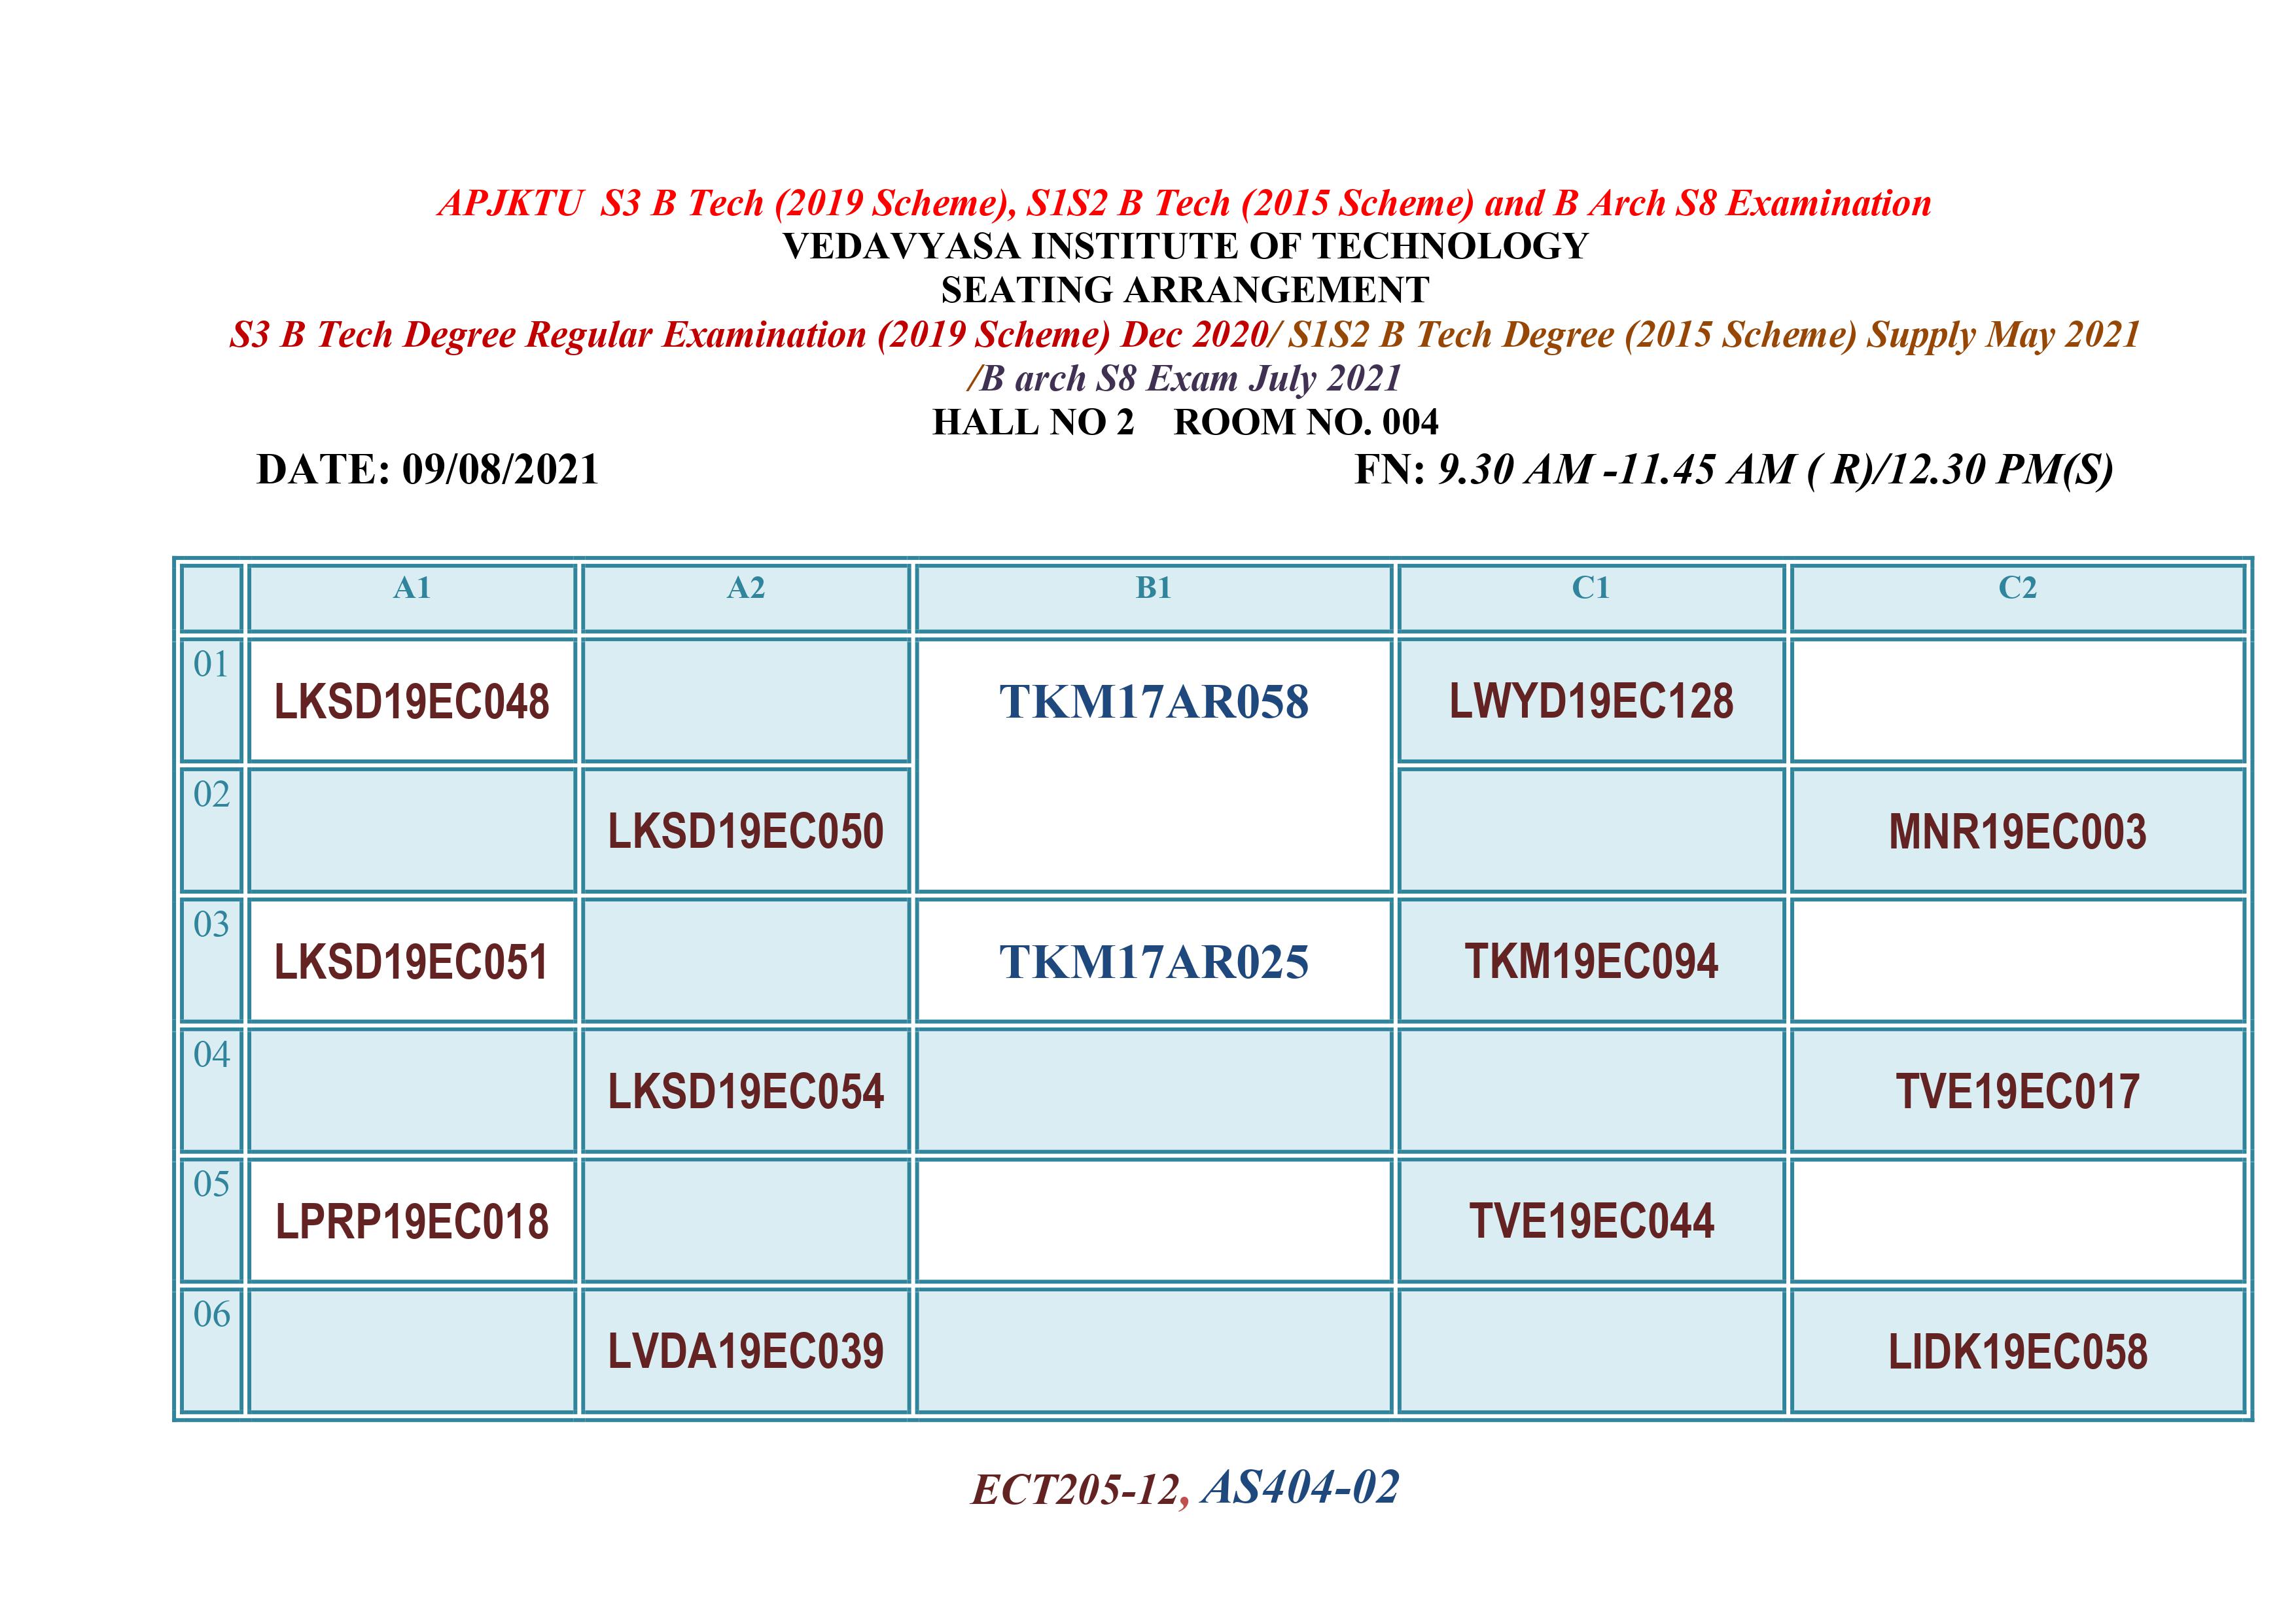 APJKTU S3 B Tech (2019 Scheme), S1S2 B Tech (2015 Scheme) and B Arch S8 Examination
VEDAVYASA INSTITUTE OF TECHNOLOGY
SEATING ARRANGEMENT
S3 B Tech Degree Regular Examination (2019 Scheme) Dec 2020/ S1S2 B Tech Degree (2015 Scheme) Supply May 2021
/B arch S8 Exam July 2021
HALL NO 2 ROOM NO. 004
DATE: 09/08/2021 FN: 9.30 AM -11.45 AM ( R)/12.30 PM(S)
A1 A2 B1 C1 C2
01 LKSD19EC048 TKM17AR058 LWYD19EC128
02 LKSD19EC050 MNR19EC003
03 LKSD19EC051 TKM17AR025 TKM19EC094
04 LKSD19EC054 TVE19EC017
05 LPRP19EC018 TVE19EC044
06 LVDA19EC039 LIDK19EC058
ECT205-12, AS404-02